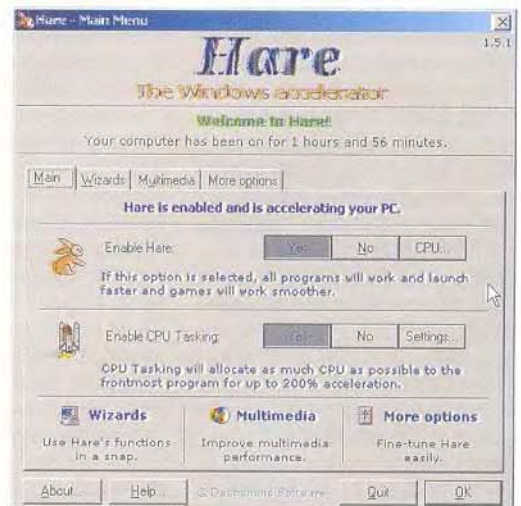 Hare - Main Menu
1.5.1
Hare
The Windows accelerator
Welcome to Hare!
Your computer has been on for 1 hours and 56 minutes.
Main Wizards Multimedia More options
Hare is enabled and is accelerating your PC.
Enable Hare: Yes No CPU...
If this option is selected, all programs will work and launch
faster and games will work smoother.
Enable CPU Tasking: Yes No Settings...
CPU Tasking will allocate as much CPU as possible to the
frontmost program for up to 200% acceleration.
Wizards Multimedia More options
Use Hare's functions Improve multimedia Fine-tune Hare
in a snap. performance. easily.
About... Help... © Dachshund Software Quit OK